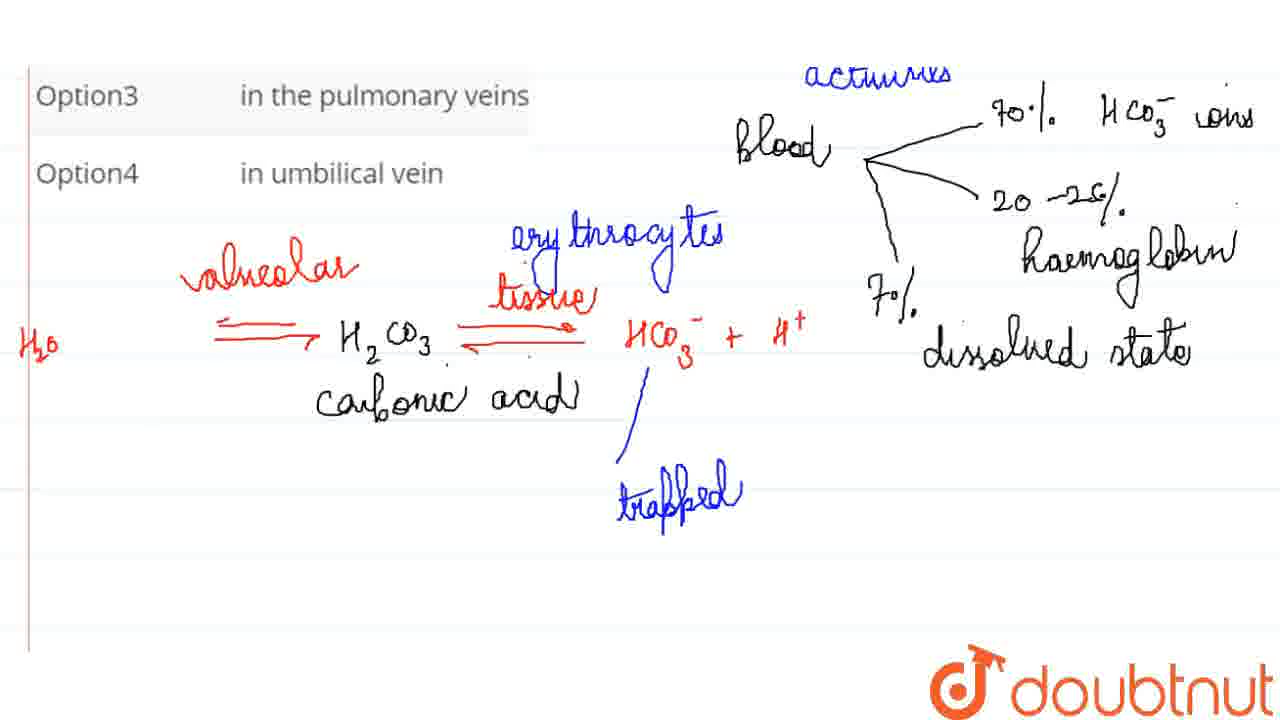 Option3 in the pulmonary veins
Option4 in umbilical vein
blood
70·/. HCO3- ions
20 -25%.
haemoglobin
7·/.
dissolved state
erythrocytes
alveolar
tissue
H2O ⇌ H2CO3 ⇌ HCO3- + H+
carbonic acid
trapped
doubtnut